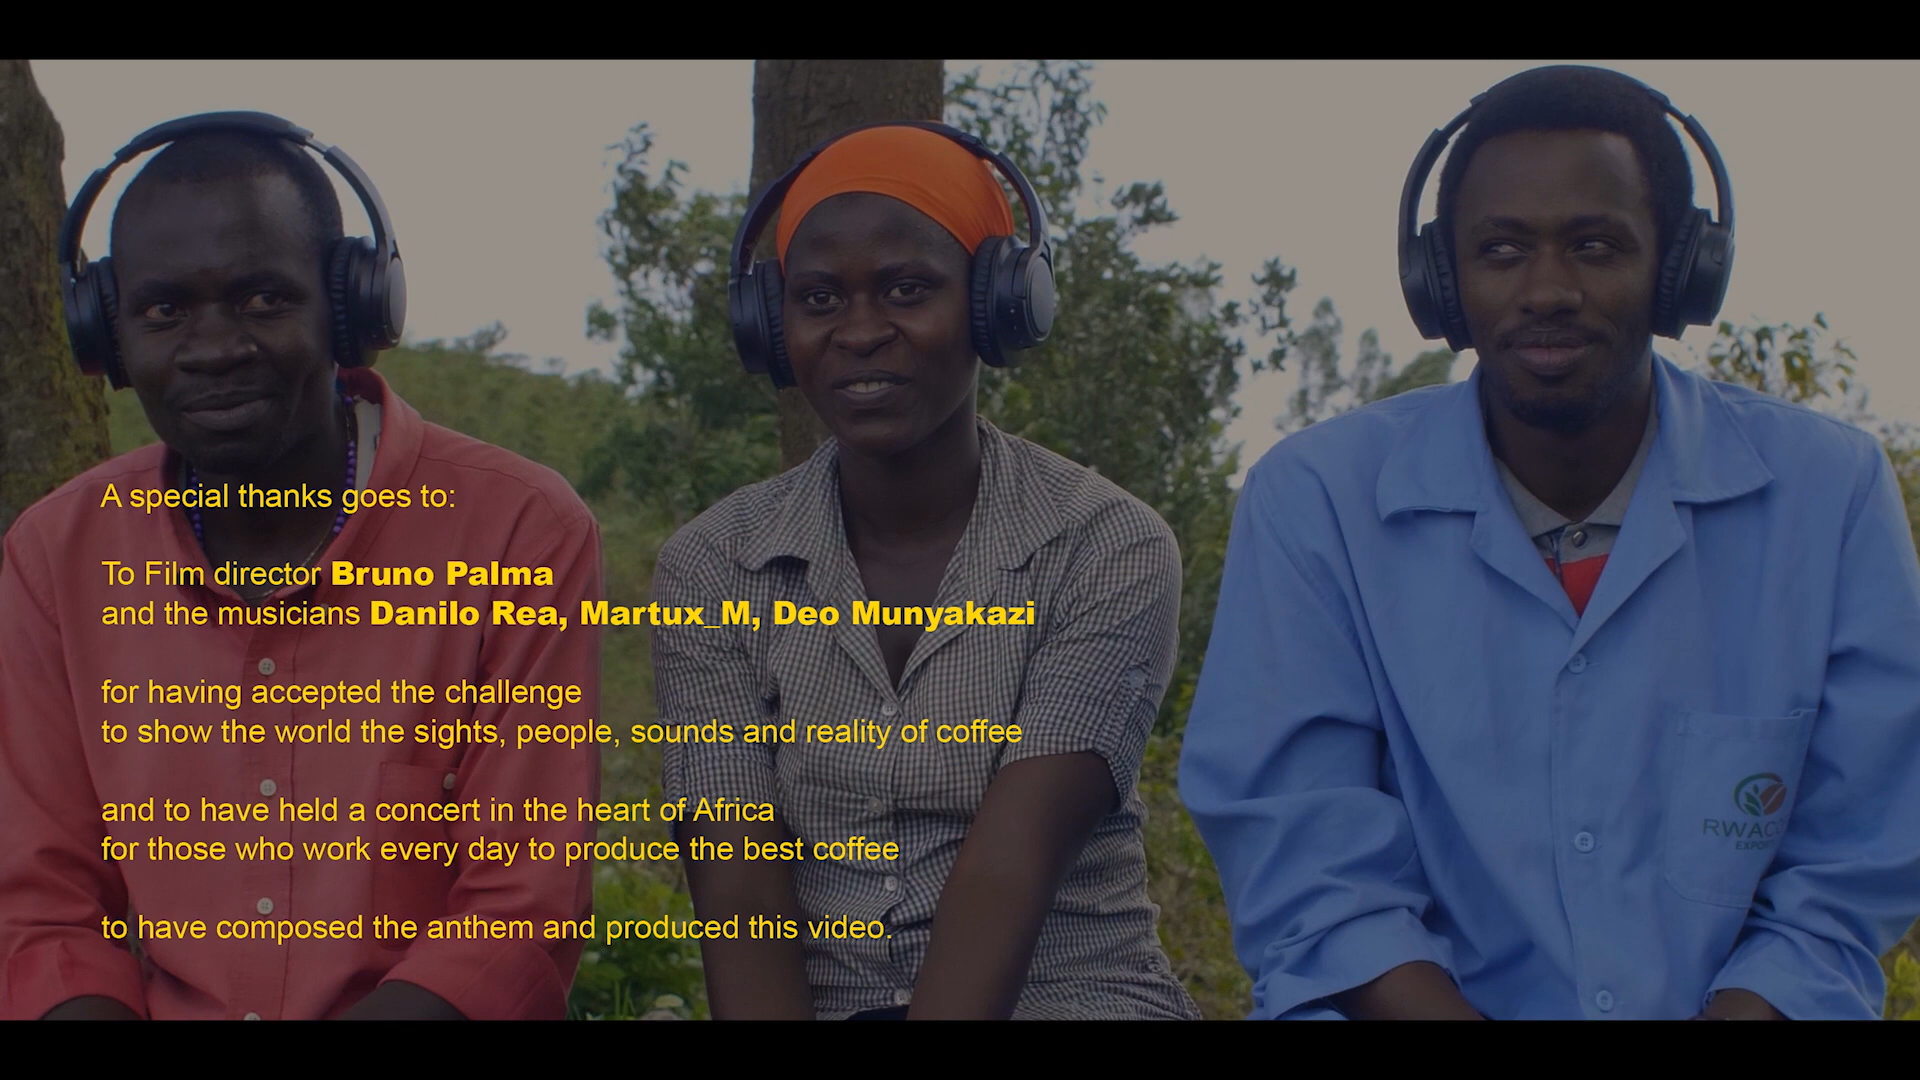 A special thanks goes to:
To Film director Bruno Palma
and the musicians Danilo Rea, Martux_M, Deo Munyakazi
for having accepted the challenge
to show the world the sights, people, sounds and reality of coffee
and to have held a concert in the heart of Africa
for those who work every day to produce the best coffee
to have composed the anthem and produced this video.